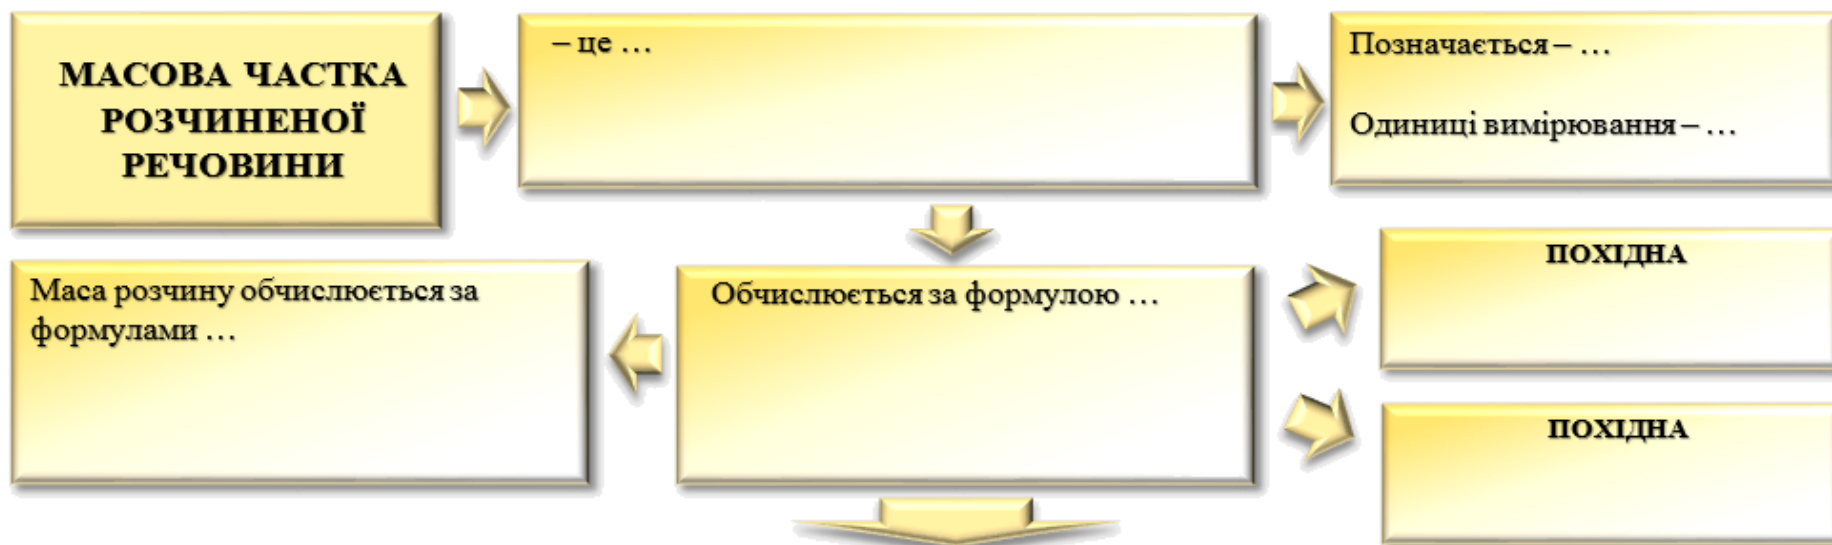 МАСОВА ЧАСТКА
РОЗЧИНЕНОЇ
РЕЧОВИНИ
– це …
Позначається – …
Одиниці вимірювання – …
Маса розчину обчислюється за
формулами …
Обчислюється за формулою …
ПОХІДНА
ПОХІДНА